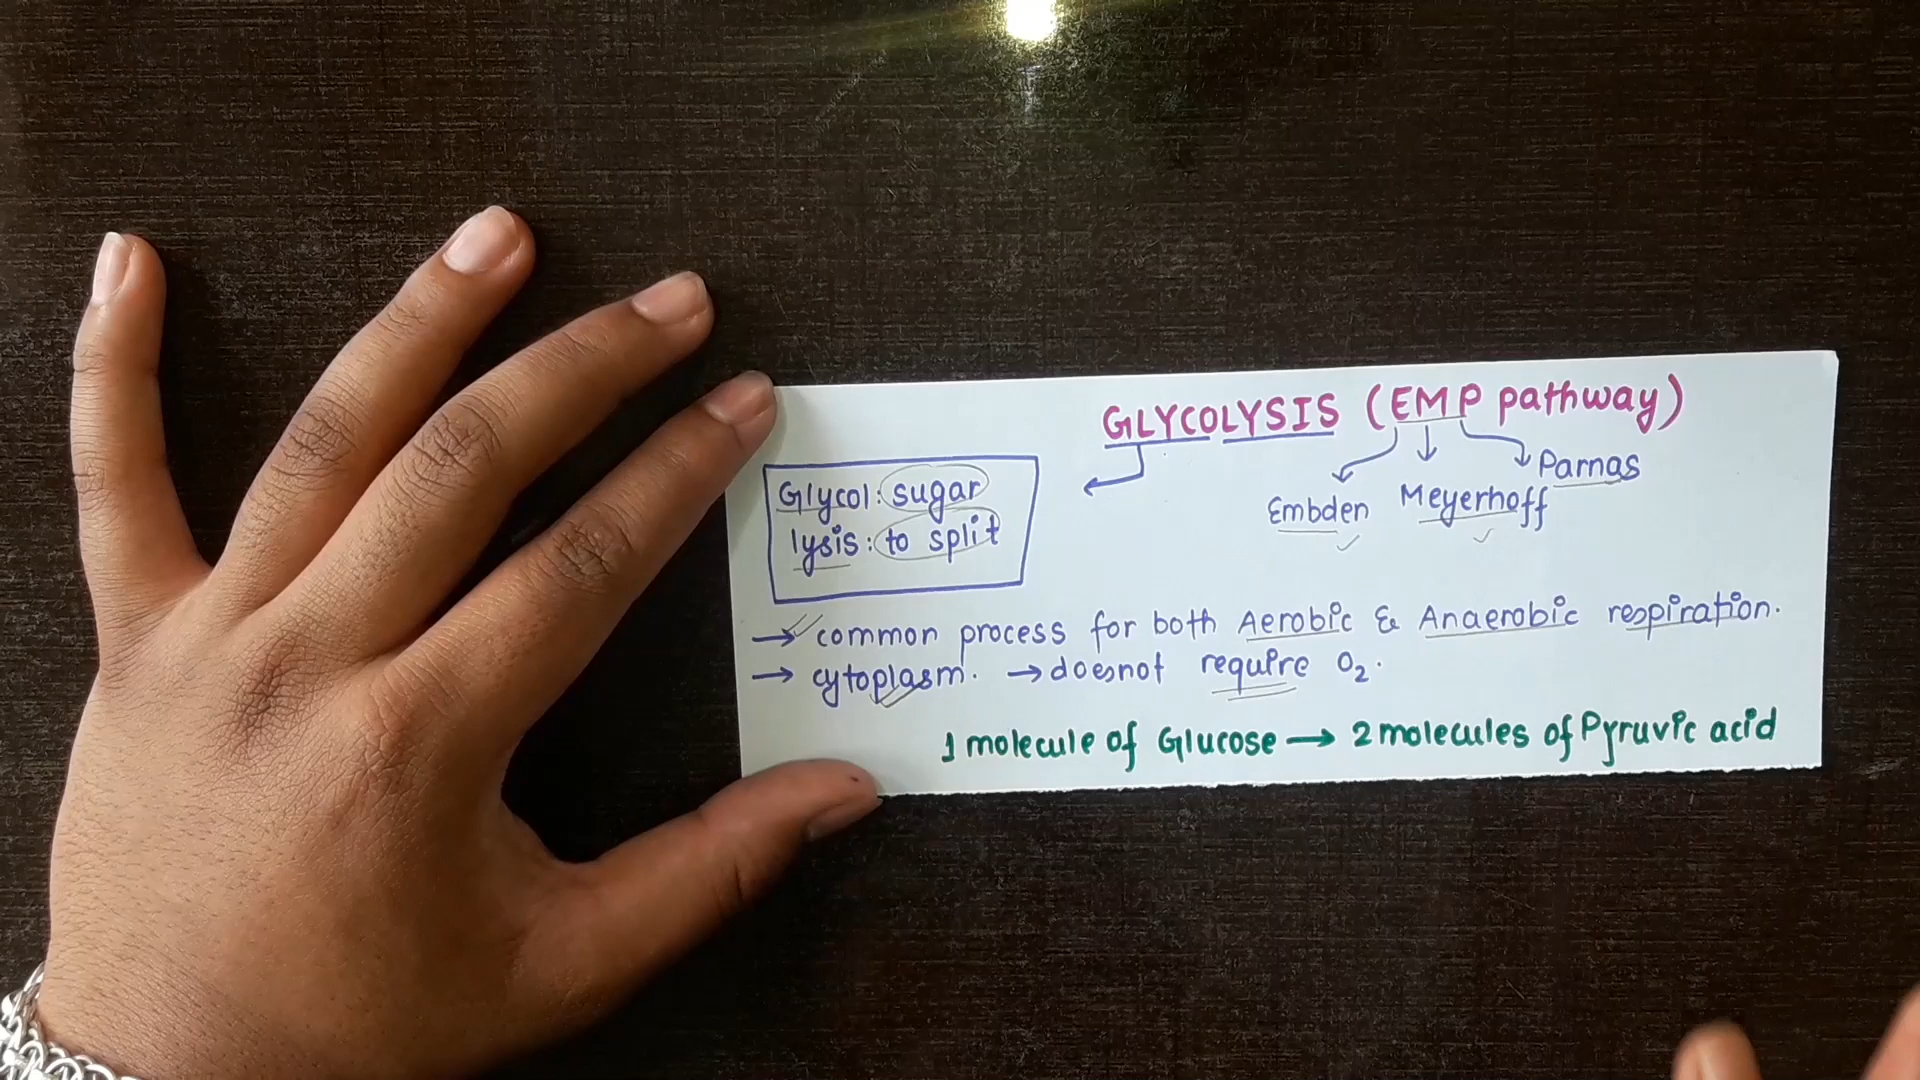 GLYCOLYSIS (EMP pathway)
Embden Meyerhoff Parnas
Glycol: sugar
lysis: to split
→ common process for both Aerobic & Anaerobic respiration.
→ cytoplasm. → doesnot require O₂.
1 molecule of Glucose → 2 molecules of Pyruvic acid